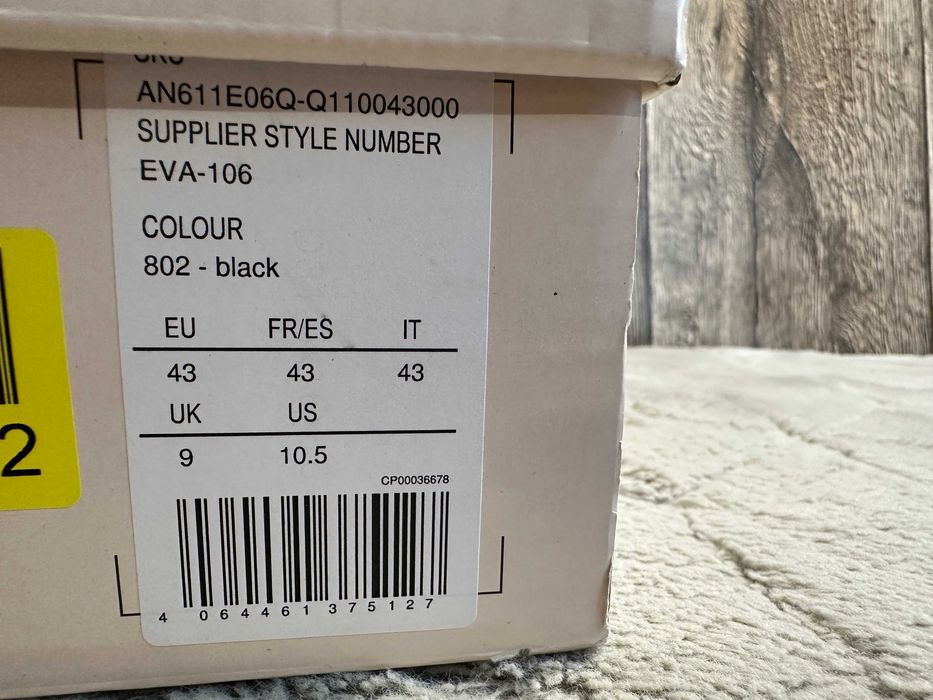 SKU
AN611E06Q-Q110043000
SUPPLIER STYLE NUMBER
EVA-106
COLOUR
802 - black
EU FR/ES IT
43 43 43
UK US
9 10.5
CP00036678
4 064461 375127
2